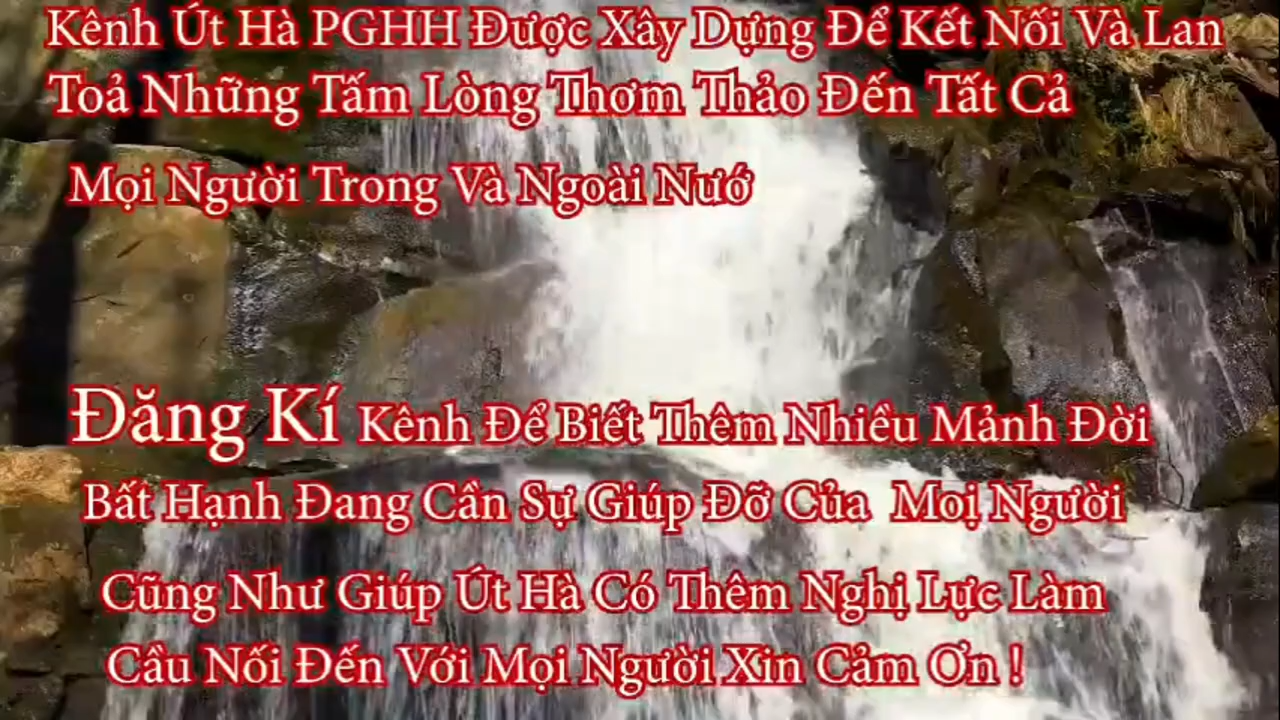 Kênh Út Hà PGHH Được Xây Dựng Để Kết Nối Và Lan
Toả Những Tấm Lòng Thơm Thảo Đến Tất Cả
Mọi Người Trong Và Ngoài Nướ
Đăng Kí Kênh Để Biết Thêm Nhiều Mảnh Đời
Bất Hạnh Đang Cần Sự Giúp Đỡ Của Moị Người
Cũng Như Giúp Út Hà Có Thêm Nghị Lực Làm
Cầu Nối Đến Với Mọi Người Xin Cảm Ơn !